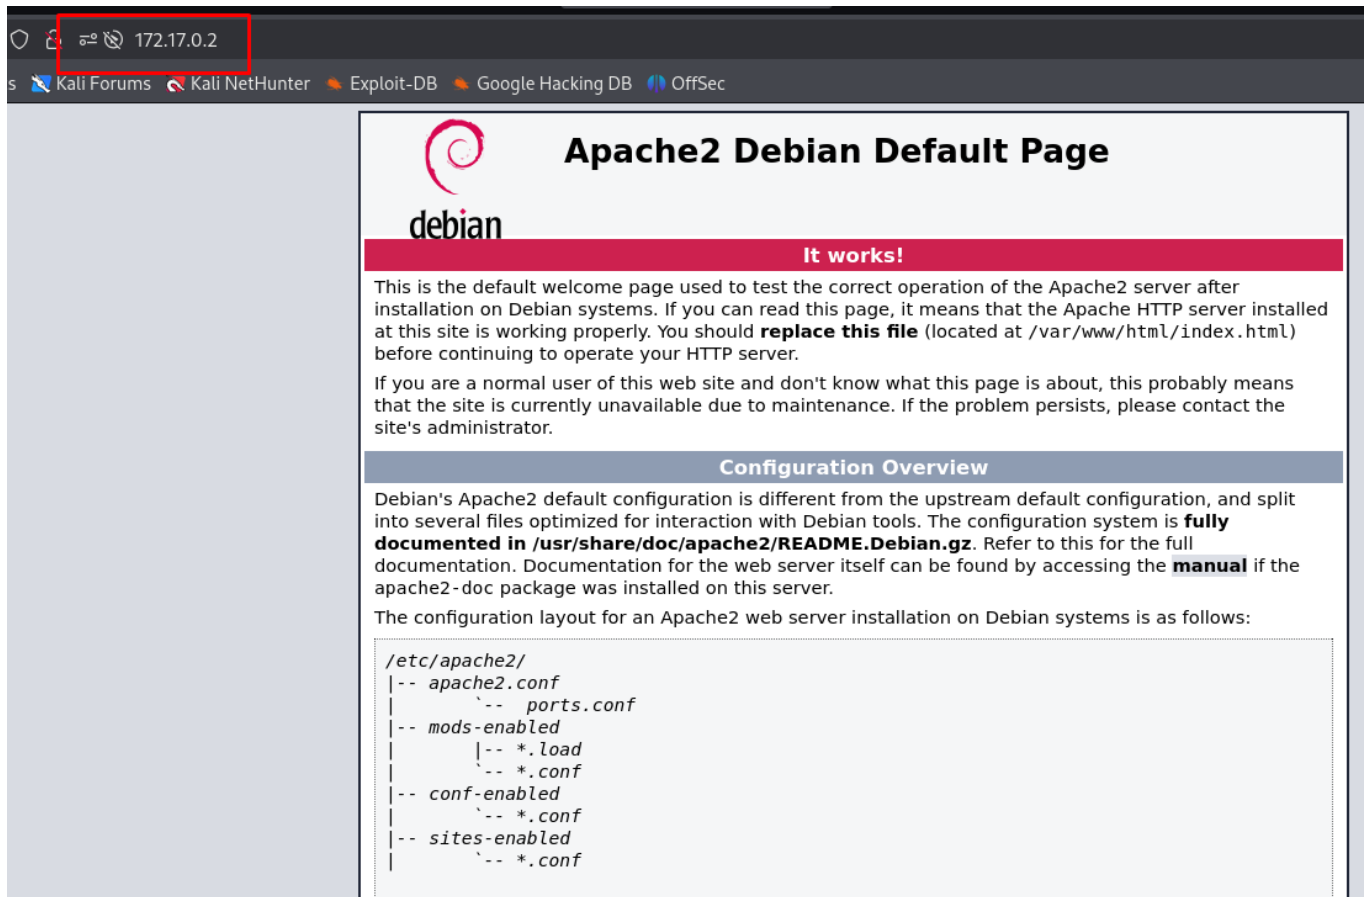 172.17.0.2
s Kali Forums Kali NetHunter Exploit-DB Google Hacking DB OffSec
debian
Apache2 Debian Default Page
It works!
This is the default welcome page used to test the correct operation of the Apache2 server after
installation on Debian systems. If you can read this page, it means that the Apache HTTP server installed
at this site is working properly. You should replace this file (located at /var/www/html/index.html)
before continuing to operate your HTTP server.
If you are a normal user of this web site and don't know what this page is about, this probably means
that the site is currently unavailable due to maintenance. If the problem persists, please contact the
site's administrator.
Configuration Overview
Debian's Apache2 default configuration is different from the upstream default configuration, and split
into several files optimized for interaction with Debian tools. The configuration system is fully
documented in /usr/share/doc/apache2/README.Debian.gz. Refer to this for the full
documentation. Documentation for the web server itself can be found by accessing the manual if the
apache2-doc package was installed on this server.
The configuration layout for an Apache2 web server installation on Debian systems is as follows:
/etc/apache2/
|-- apache2.conf
|       `--  ports.conf
|-- mods-enabled
|       |-- *.load
|       `-- *.conf
|-- conf-enabled
|       `-- *.conf
|-- sites-enabled
|       `-- *.conf